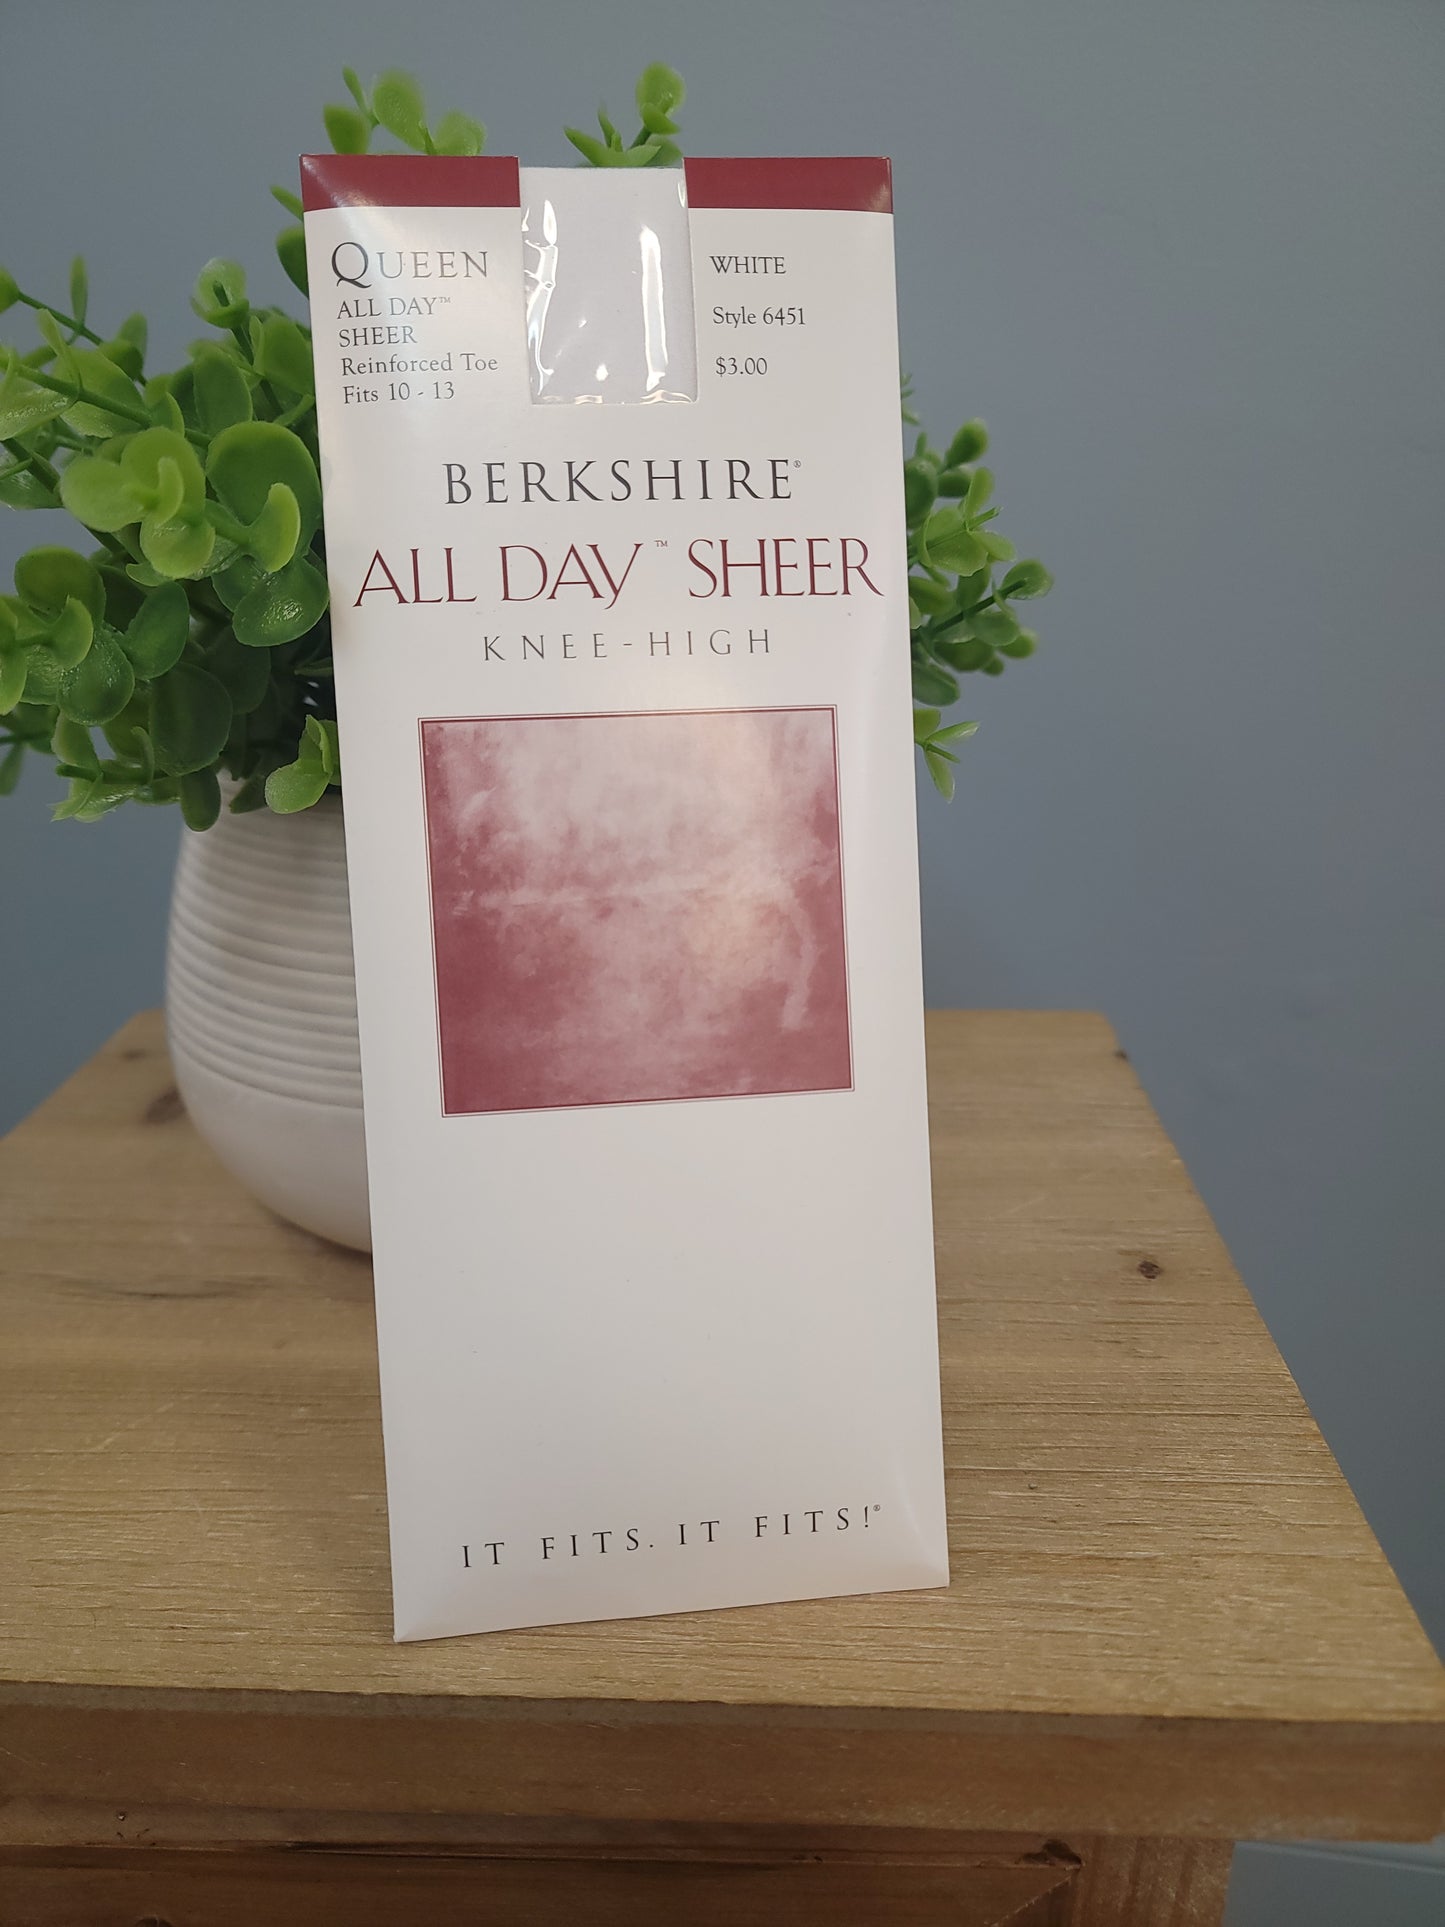 QUEEN
ALL DAY™
SHEER
Reinforced Toe
Fits 10 - 13
WHITE
Style 6451
$3.00
BERKSHIRE®
ALL DAY™ SHEER
KNEE-HIGH
IT FITS. IT FITS!®